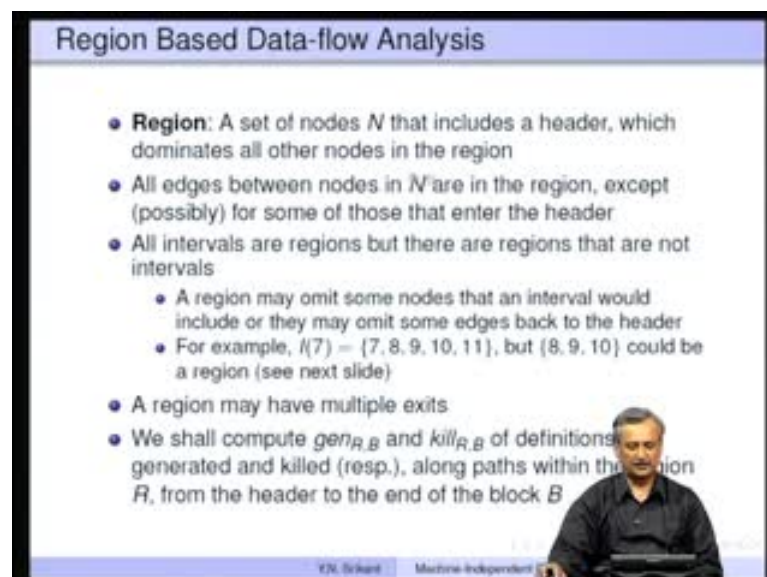 Region Based Data-flow Analysis
Region: A set of nodes N that includes a header, which
dominates all other nodes in the region
All edges between nodes in N are in the region, except
(possibly) for some of those that enter the header
All intervals are regions but there are regions that are not
intervals
A region may omit some nodes that an interval would
include or they may omit some edges back to the header
For example, I(7) = {7, 8, 9, 10, 11}, but {8, 9, 10} could be
a region (see next slide)
A region may have multiple exits
We shall compute gen_{R,B} and kill_{R,B} of definitions
generated and killed (resp.), along paths within the
R, from the header to the end of the block B
Y.N. Srikant Machine-Independent